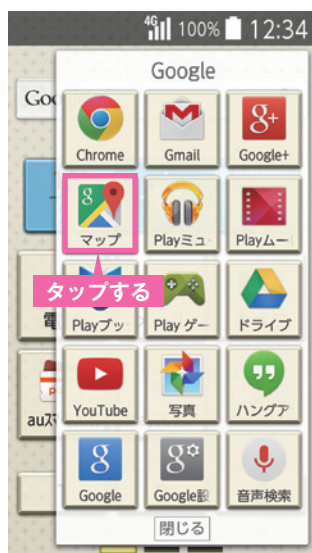 4G 100% 12:34
Google
Goo
Chrome Gmail Google+
マップ Playミュ Playムー
タップする
電 Playブッ Play ゲー ドライブ
auス YouTube 写真 ハングア
Google Google設 音声検索
閉じる